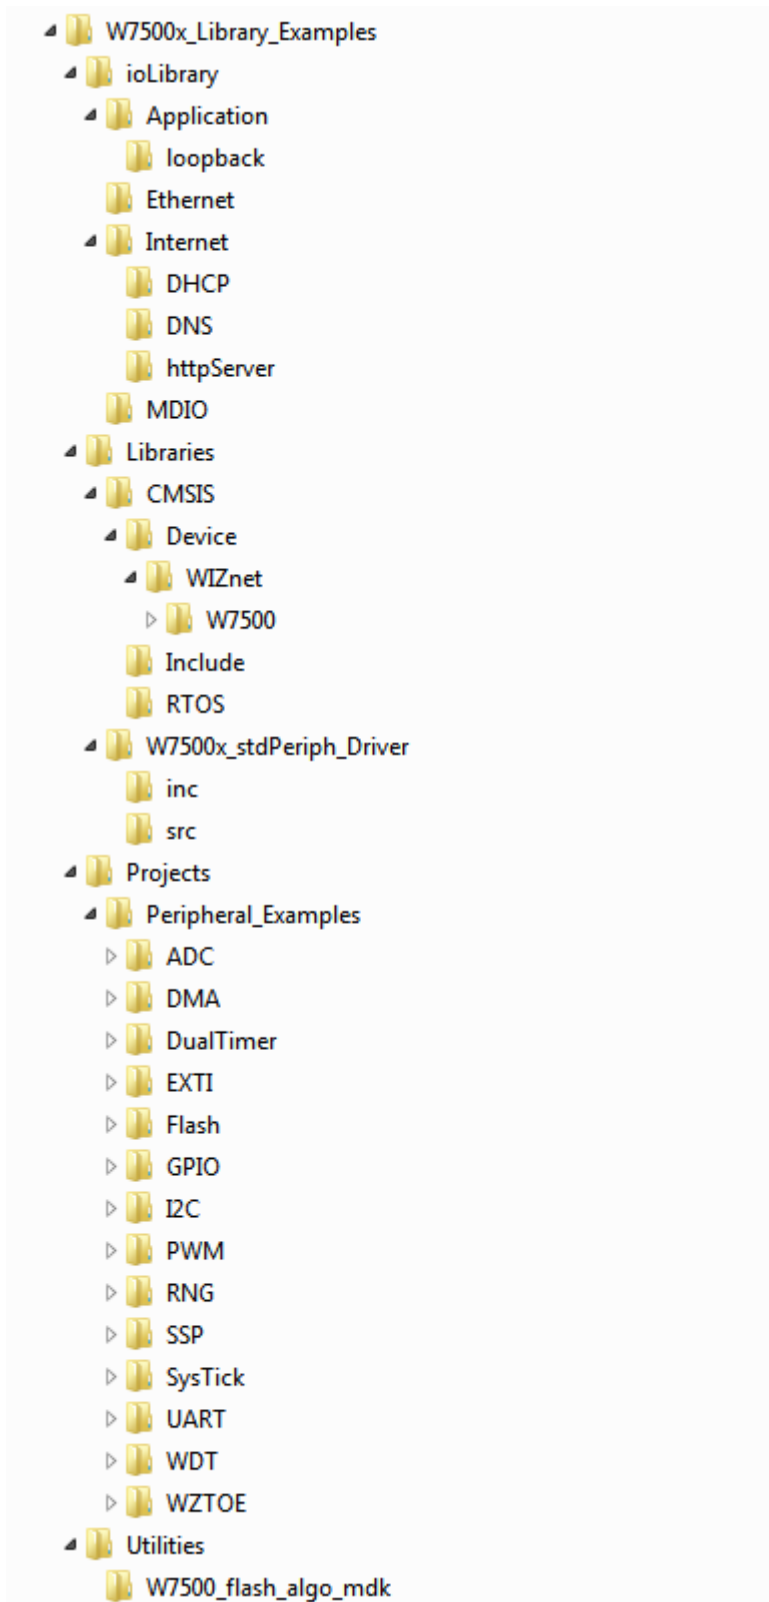 W7500x_Library_Examples
ioLibrary
Application
loopback
Ethernet
Internet
DHCP
DNS
httpServer
MDIO
Libraries
CMSIS
Device
WIZnet
W7500
Include
RTOS
W7500x_stdPeriph_Driver
inc
src
Projects
Peripheral_Examples
ADC
DMA
DualTimer
EXTI
Flash
GPIO
I2C
PWM
RNG
SSP
SysTick
UART
WDT
WZTOE
Utilities
W7500_flash_algo_mdk